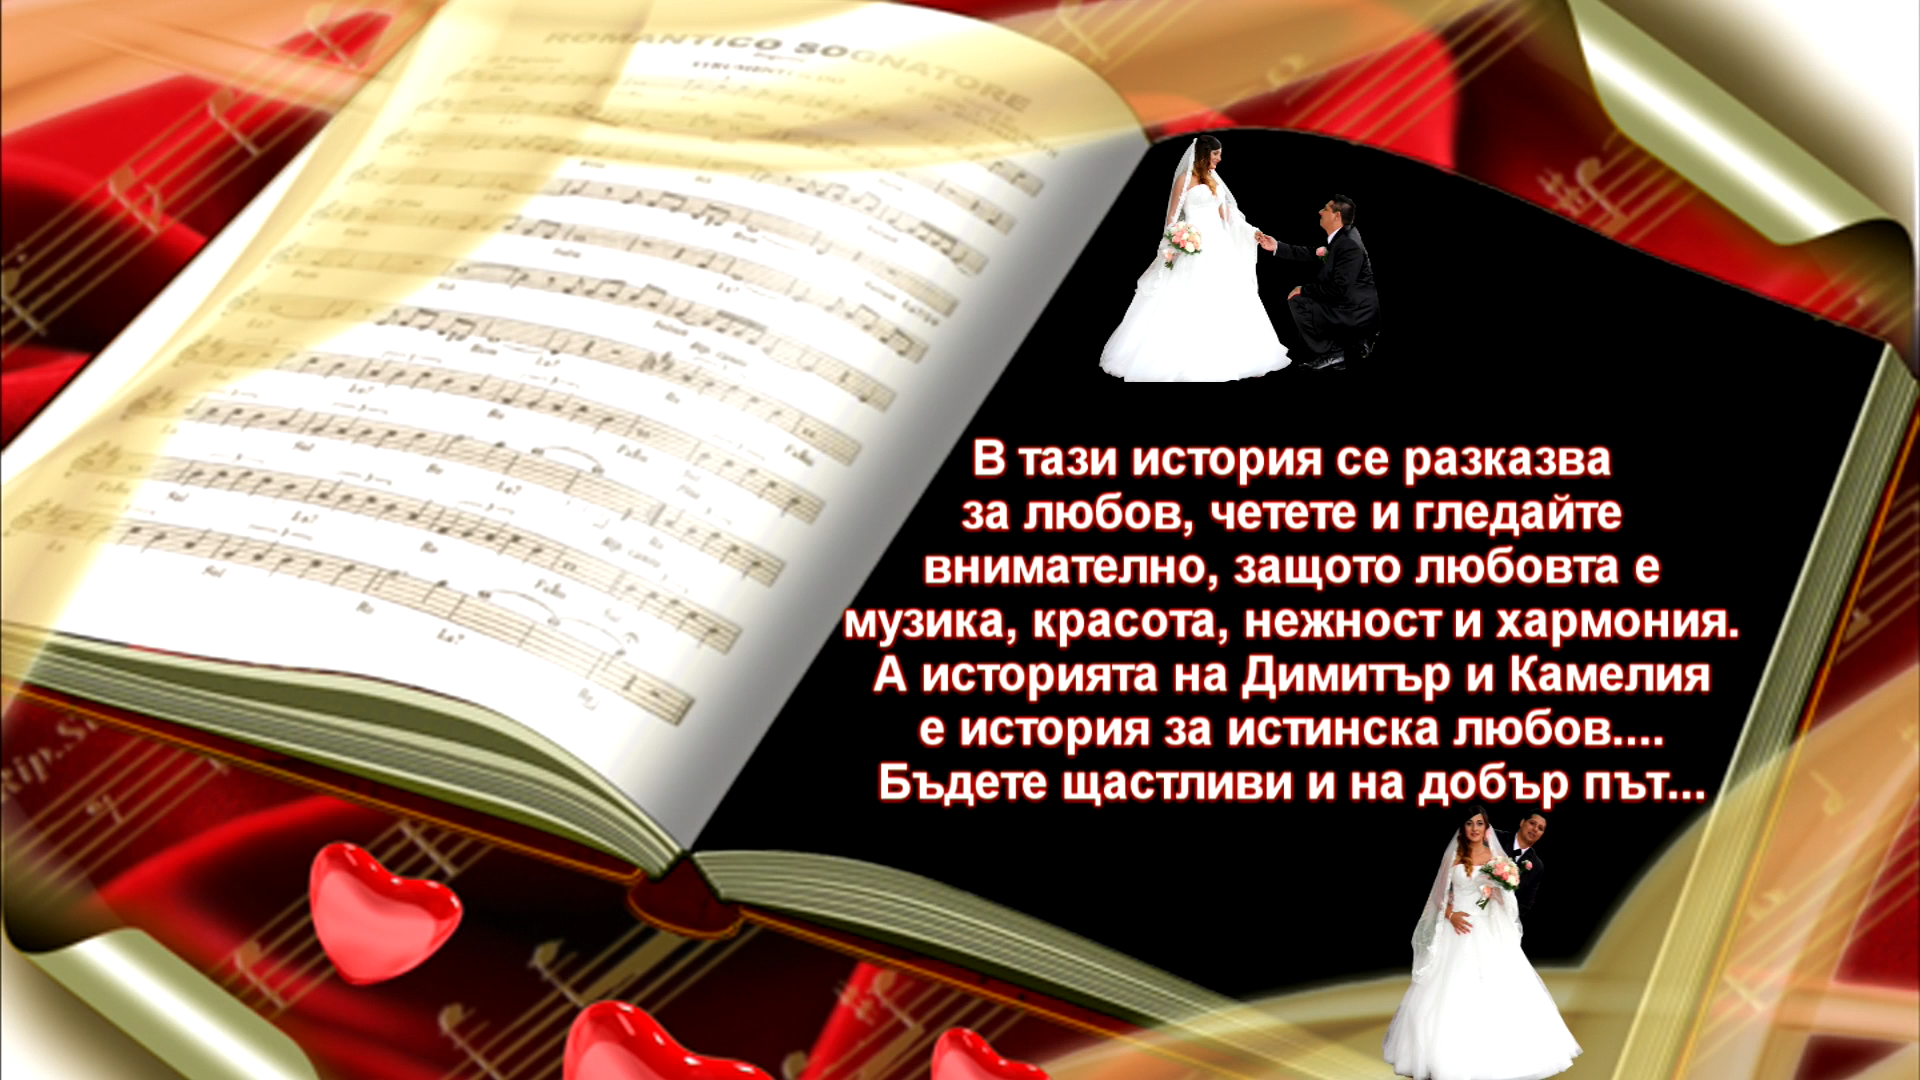 ROMANTICO SOGNATORE
В тази история се разказва
за любов, четете и гледайте
внимателно, защото любовта е
музика, красота, нежност и хармония.
А историята на Димитър и Камелия
е история за истинска любов....
Бъдете щастливи и на добър път...